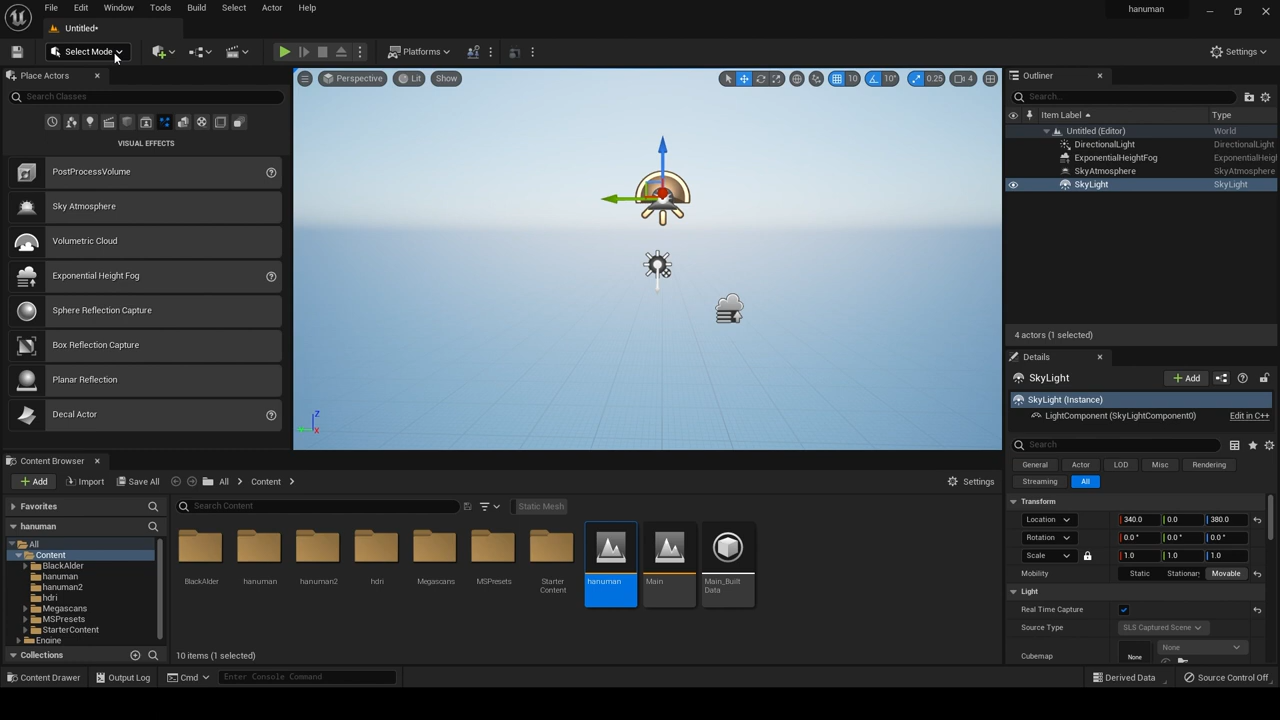 File Edit Window Tools Build Select Actor Help
hanuman
Untitled•
Select Mode
Platforms
Settings
Place Actors
Search Classes
VISUAL EFFECTS
PostProcessVolume
Sky Atmosphere
Volumetric Cloud
Exponential Height Fog
Sphere Reflection Capture
Box Reflection Capture
Planar Reflection
Decal Actor
Perspective Lit Show
10 10° 0.25 4
Z
X
Outliner
Search...
Item Label Type
Untitled (Editor) World
DirectionalLight DirectionalLight
ExponentialHeightFog ExponentialHeig
SkyAtmosphere SkyAtmosphere
SkyLight SkyLight
4 actors (1 selected)
Details
SkyLight
Add
SkyLight (Instance)
LightComponent (SkyLightComponent0) Edit in C++
Search
General Actor LOD Misc Rendering
Streaming All
Transform
Location 340.0 0.0 380.0
Rotation 0.0° 0.0° 0.0°
Scale 1.0 1.0 1.0
Mobility Static Stationary Movable
Light
Real Time Capture
Source Type SLS Captured Scene
None
Cubemap None
Content Browser
Add Import Save All All Content Settings
Favorites
Search Content
Static Mesh
hanuman
All
Content
BlackAlder
hanuman
hanuman2
hdri
Megascans
MSPresets
StarterContent
Engine
Collections
BlackAlder hanuman hanuman2 hdri Megascans MSPresets Starter Content hanuman Main Main_Built Data
10 items (1 selected)
Content Drawer Output Log Cmd Enter Console Command Derived Data Source Control Off